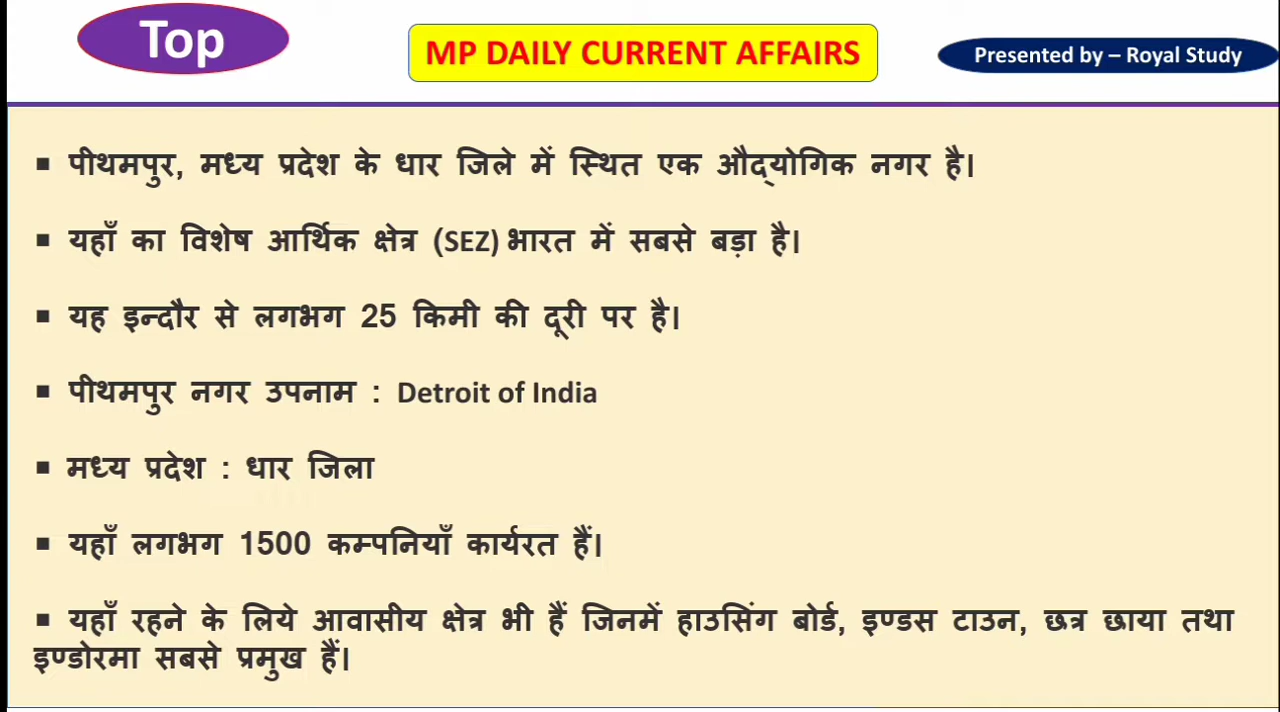 Top
MP DAILY CURRENT AFFAIRS
Presented by – Royal Study
▪ पीथमपुर, मध्य प्रदेश के धार जिले में स्थित एक औद्योगिक नगर है।
▪ यहाँ का विशेष आर्थिक क्षेत्र (SEZ) भारत में सबसे बड़ा है।
▪ यह इन्दौर से लगभग 25 किमी की दूरी पर है।
▪ पीथमपुर नगर उपनाम : Detroit of India
▪ मध्य प्रदेश : धार जिला
▪ यहाँ लगभग 1500 कम्पनियाँ कार्यरत हैं।
▪ यहाँ रहने के लिये आवासीय क्षेत्र भी हैं जिनमें हाउसिंग बोर्ड, इण्डस टाउन, छत्र छाया तथा
इण्डोरमा सबसे प्रमुख हैं।